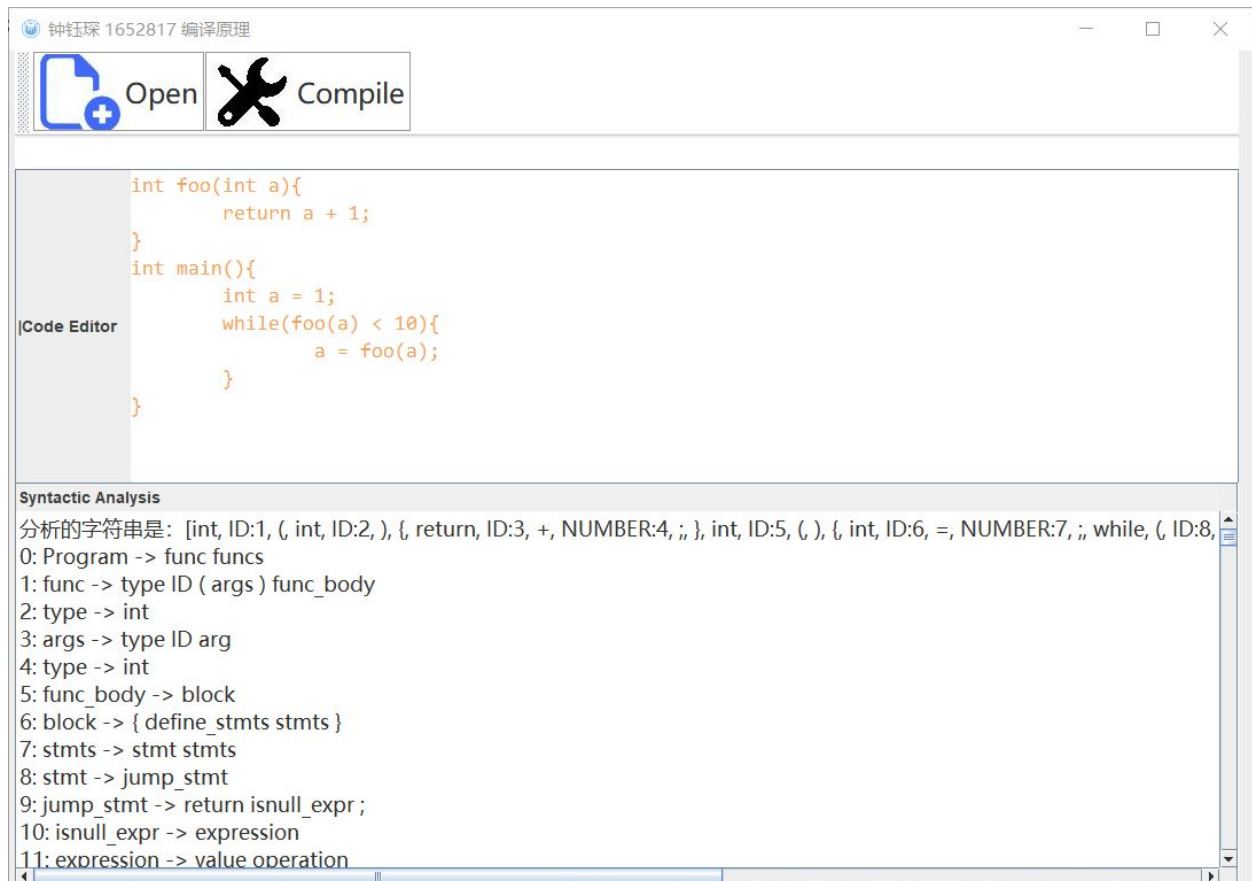 钟钰琛 1652817 编译原理
Open Compile
int foo(int a){
return a + 1;
}
int main(){
int a = 1;
|Code Editor while(foo(a) < 10){
a = foo(a);
}
}
Syntactic Analysis
分析的字符串是：[int, ID:1, (, int, ID:2, ), {, return, ID:3, +, NUMBER:4, ;, }, int, ID:5, (, ), {, int, ID:6, =, NUMBER:7, ;, while, (, ID:8,
0: Program -> func funcs
1: func -> type ID ( args ) func_body
2: type -> int
3: args -> type ID arg
4: type -> int
5: func_body -> block
6: block -> { define_stmts stmts }
7: stmts -> stmt stmts
8: stmt -> jump_stmt
9: jump_stmt -> return isnull_expr ;
10: isnull_expr -> expression
11: expression -> value operation